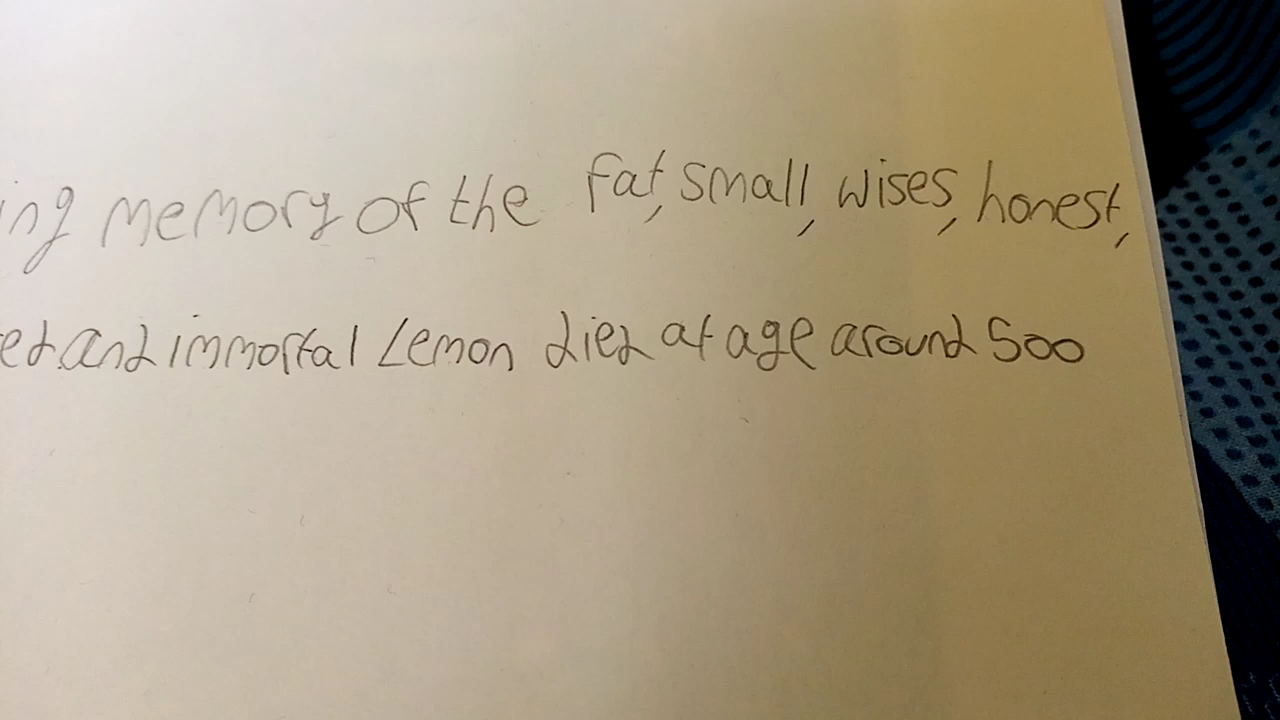 ing memory of the fat, small, wises, honest,
ed and immortal Lemon died at age around 500